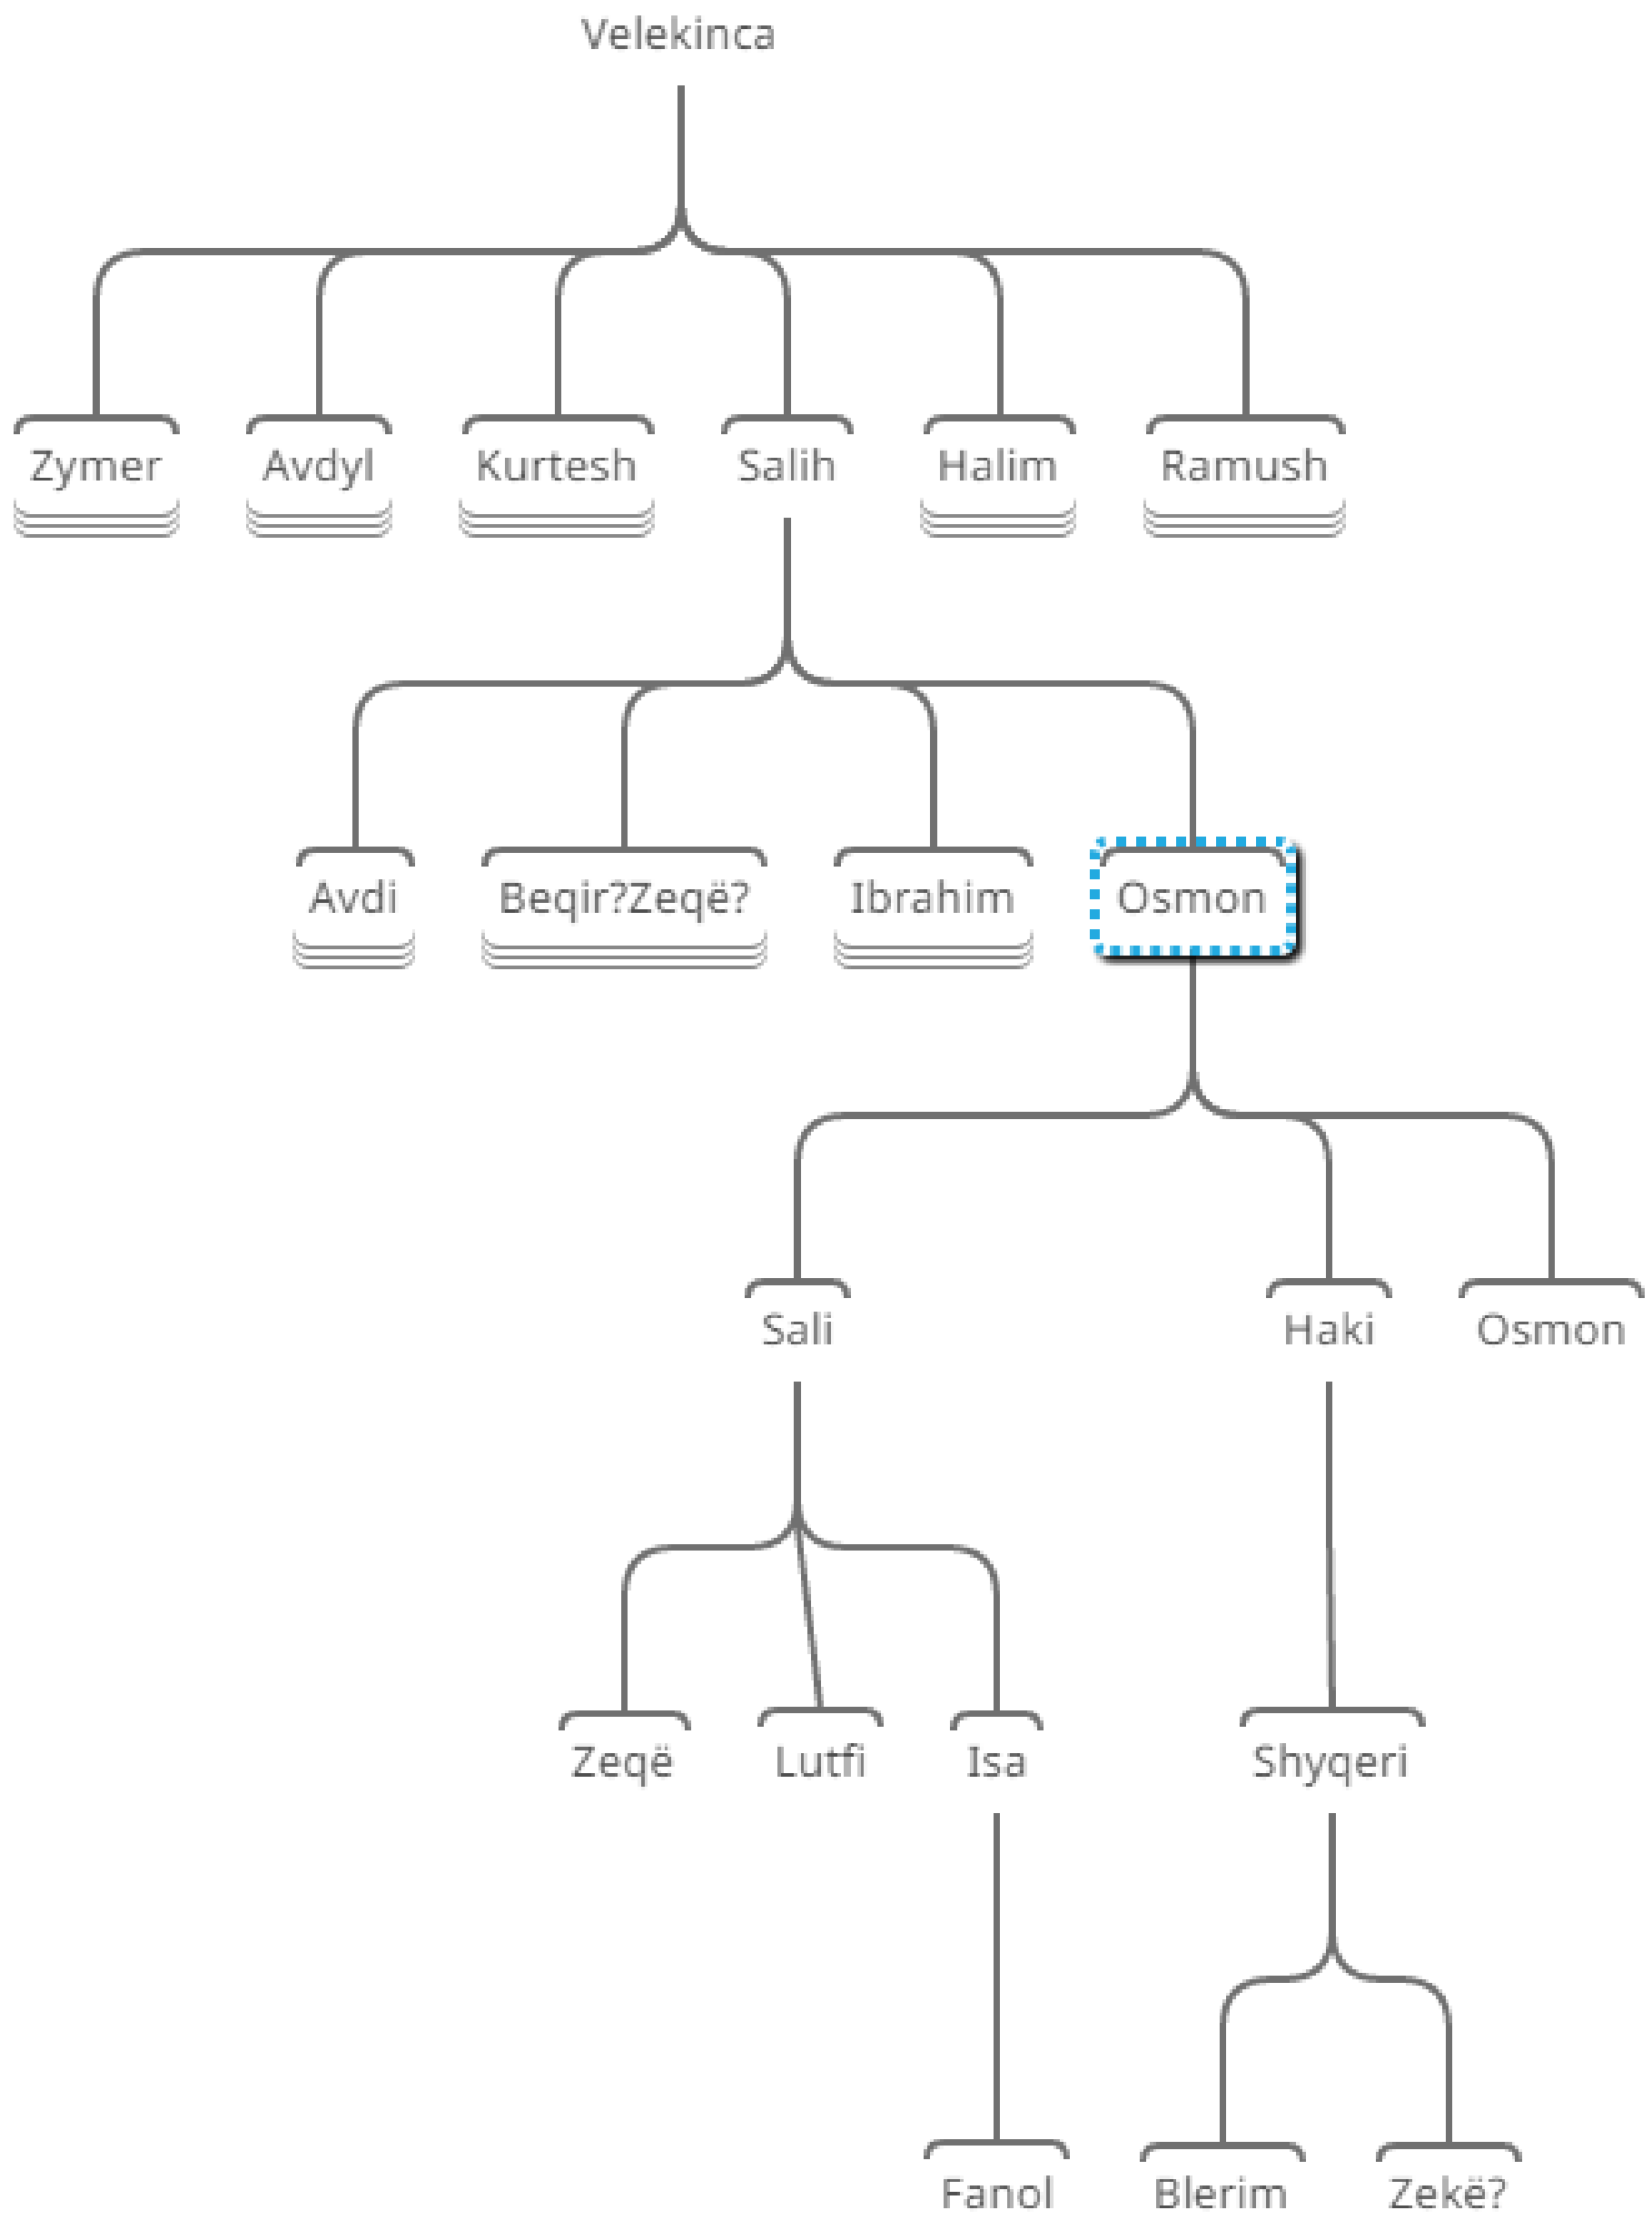 Velekinca
Zymer Avdyl Kurtesh Salih Halim Ramush
Avdi Beqir?Zeqë? Ibrahim Osmon
Sali Haki Osmon
Zeqë Lutfi Isa Shyqeri
Fanol Blerim Zekë?